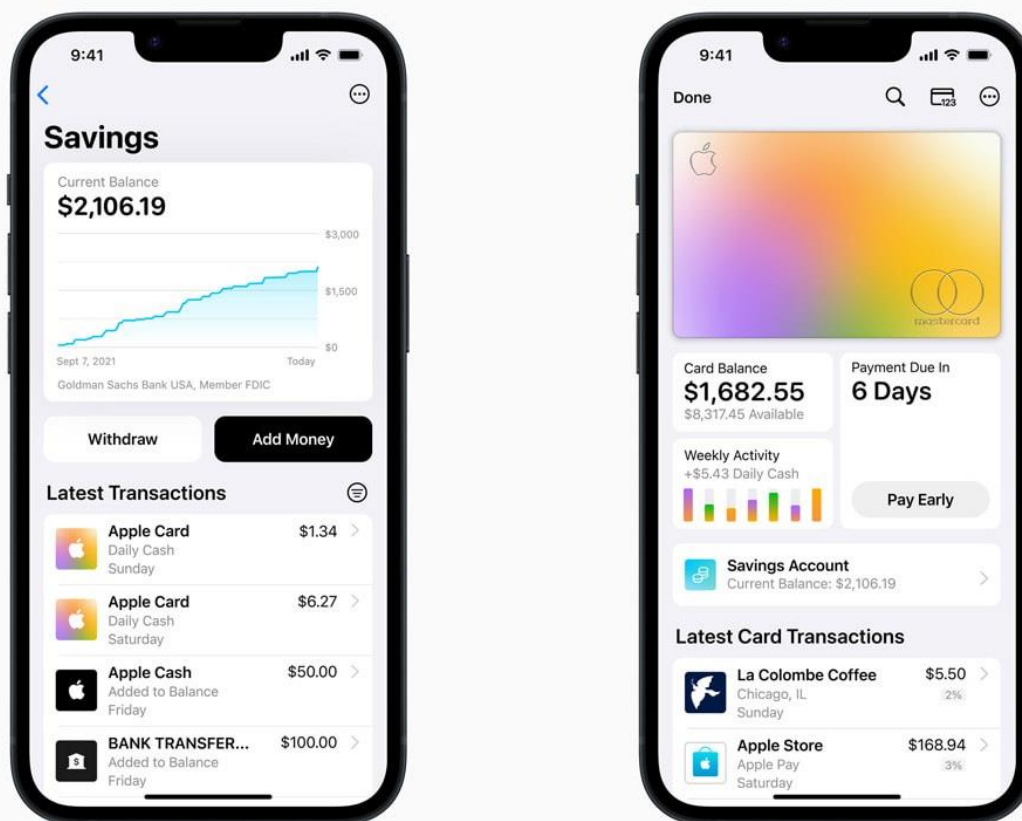 9:41
Savings
Current Balance
$2,106.19
$3,000
$1,500
$0
Sept 7, 2021 Today
Goldman Sachs Bank USA, Member FDIC
Withdraw Add Money
Latest Transactions
Apple Card $1.34
Daily Cash
Sunday
Apple Card $6.27
Daily Cash
Saturday
Apple Cash $50.00
Added to Balance
Friday
BANK TRANSFER... $100.00
Added to Balance
Friday
9:41
Done 123
mastercard
Card Balance
$1,682.55
$8,317.45 Available
Payment Due In
6 Days
Weekly Activity
+$5.43 Daily Cash
Pay Early
Savings Account
Current Balance: $2,106.19
Latest Card Transactions
La Colombe Coffee $5.50
Chicago, IL 2%
Sunday
Apple Store $168.94
Apple Pay 3%
Saturday